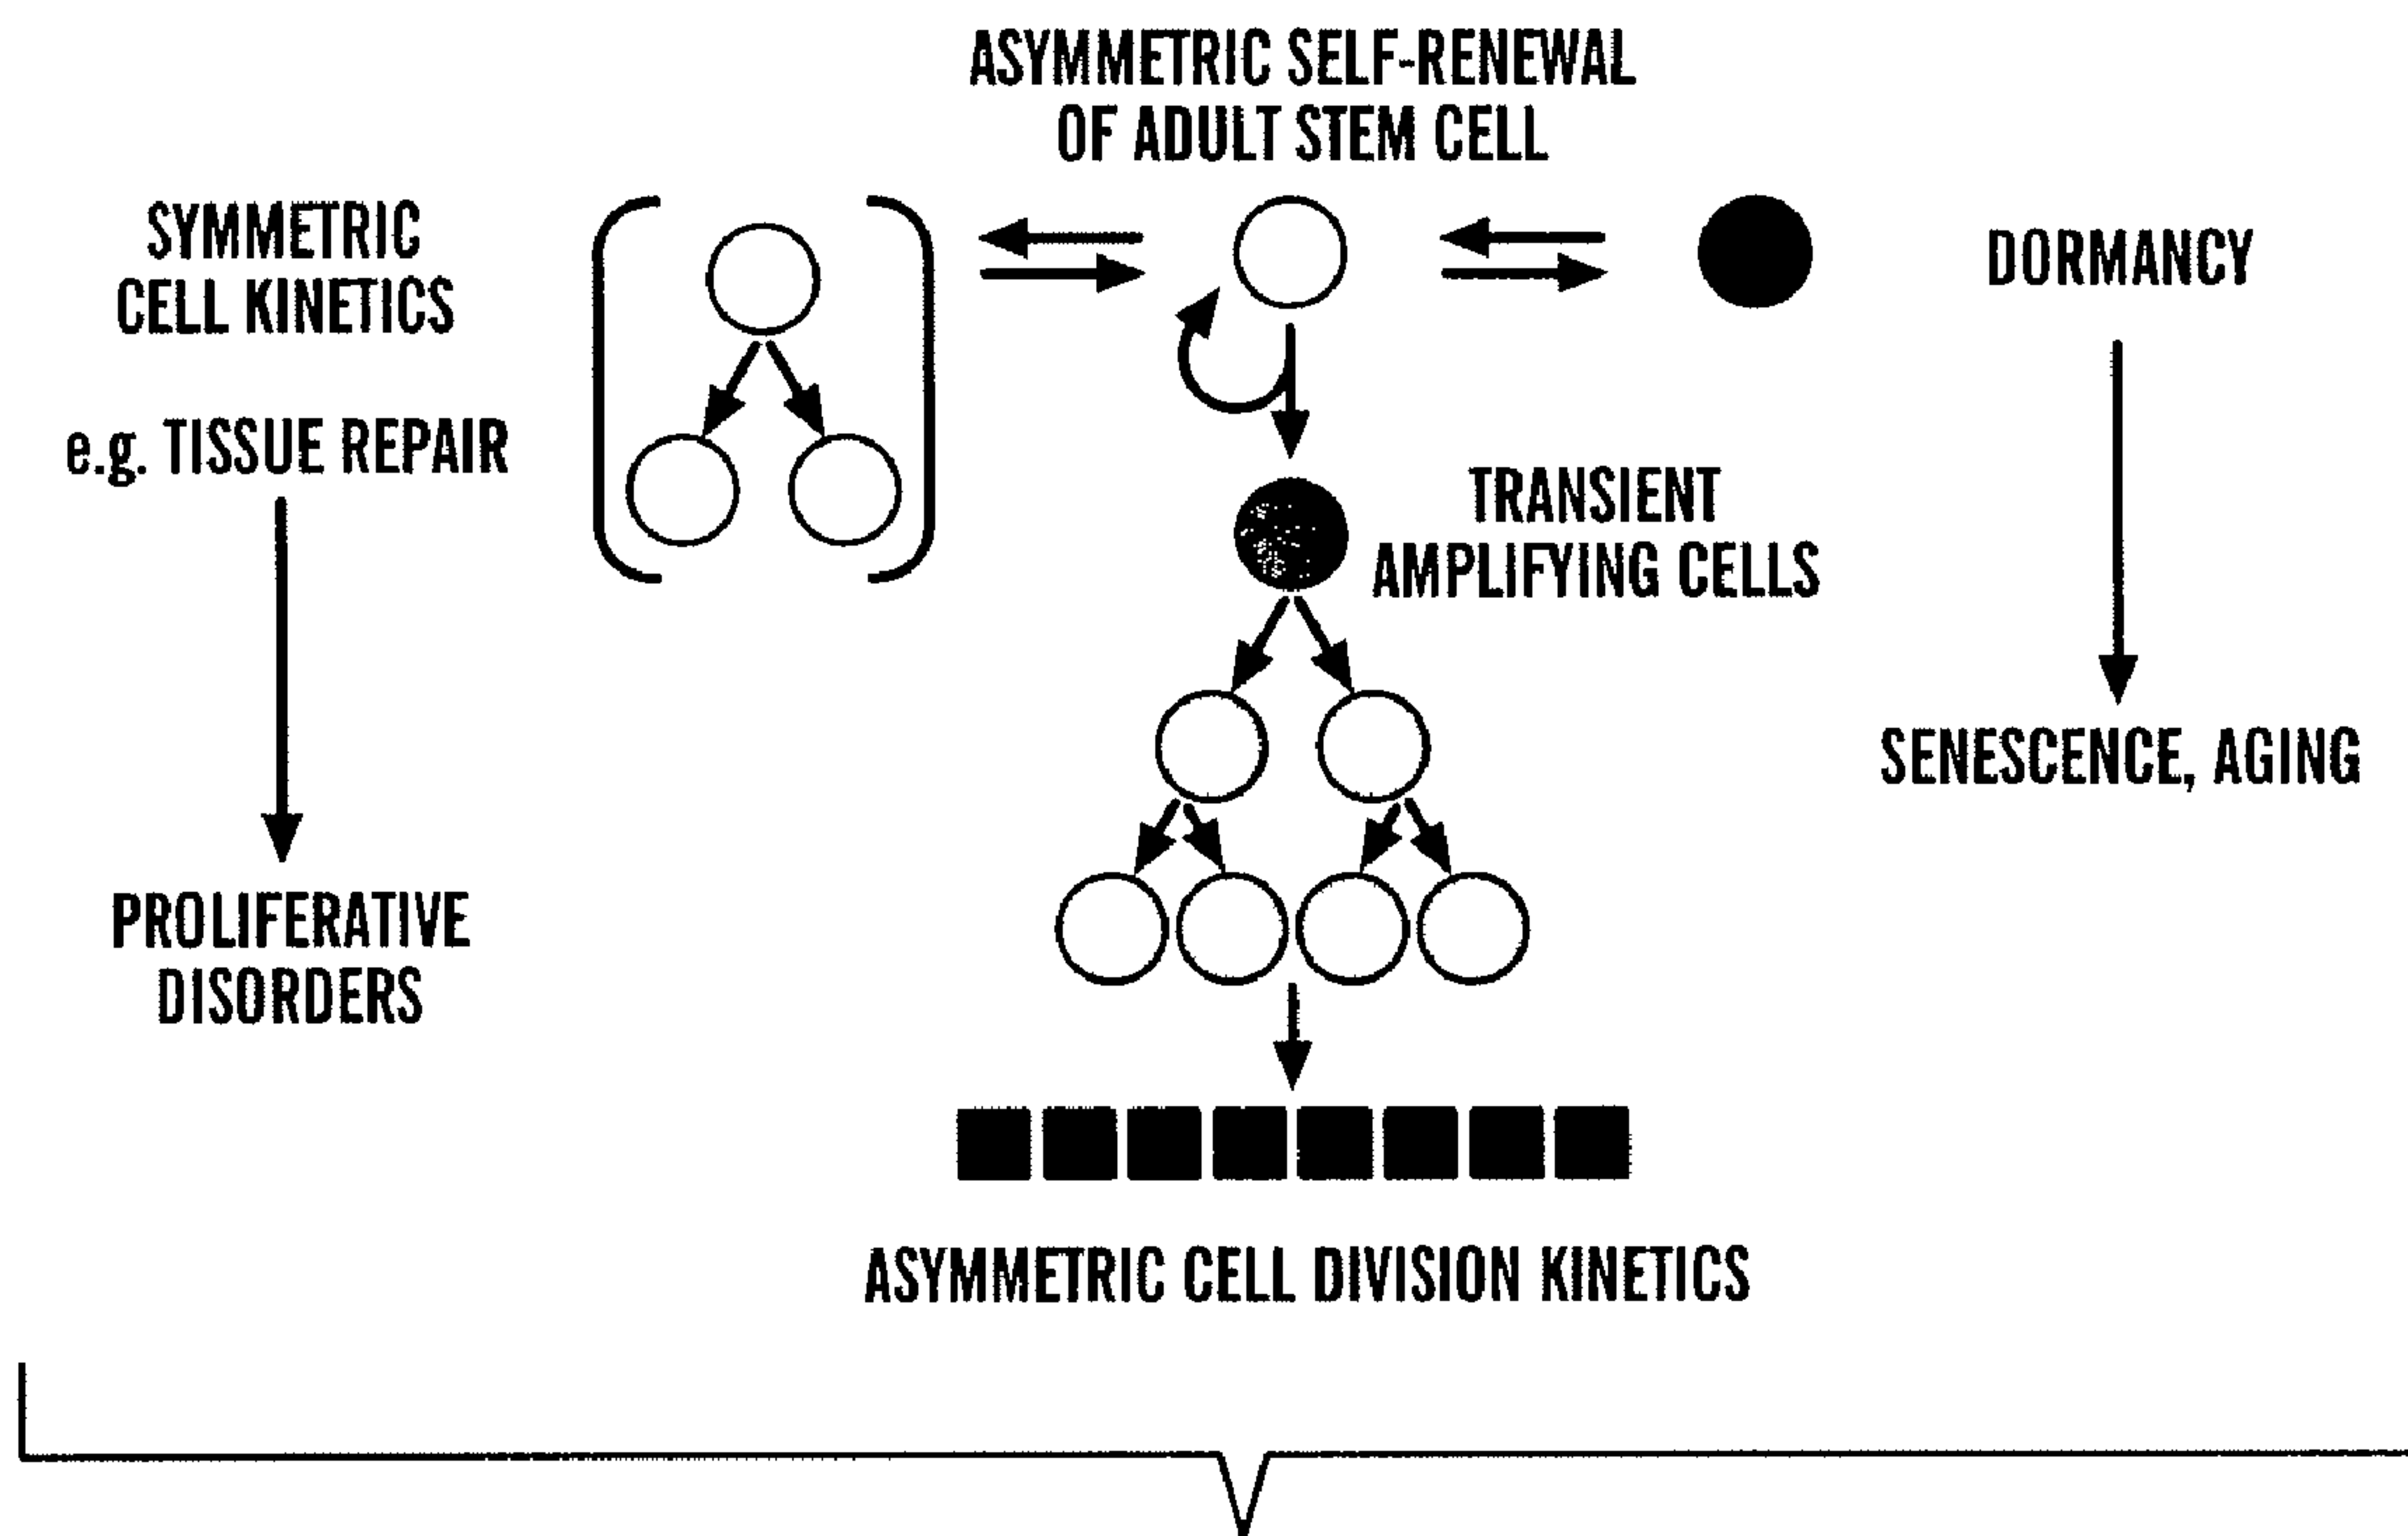 ASYMMETRIC SELF-RENEWAL
OF ADULT STEM CELL
SYMMETRIC
CELL KINETICS
e.g. TISSUE REPAIR
DORMANCY
TRANSIENT
AMPLIFYING CELLS
SENESCENCE, AGING
PROLIFERATIVE
DISORDERS
ASYMMETRIC CELL DIVISION KINETICS